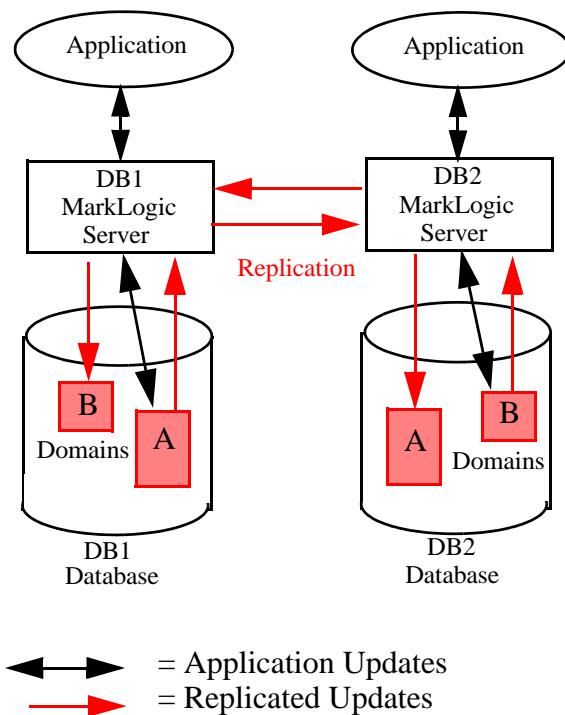 Application
Application
DB1
MarkLogic
Server
DB2
MarkLogic
Server
Replication
B
A
Domains
A
B
Domains
DB1
Database
DB2
Database
= Application Updates
= Replicated Updates